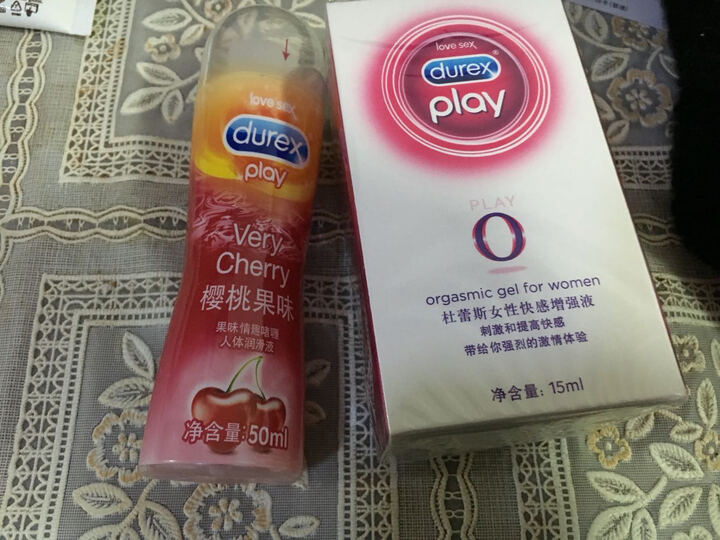 love sex
durex
play
Very
Cherry
樱桃果味
果味情趣啫喱
人体润滑液
净含量:50ml
love sex
durex®
play
PLAY
O
orgasmic gel for women
杜蕾斯女性快感增强液
刺激和提高快感
带给你强烈的激情体验
净含量: 15ml